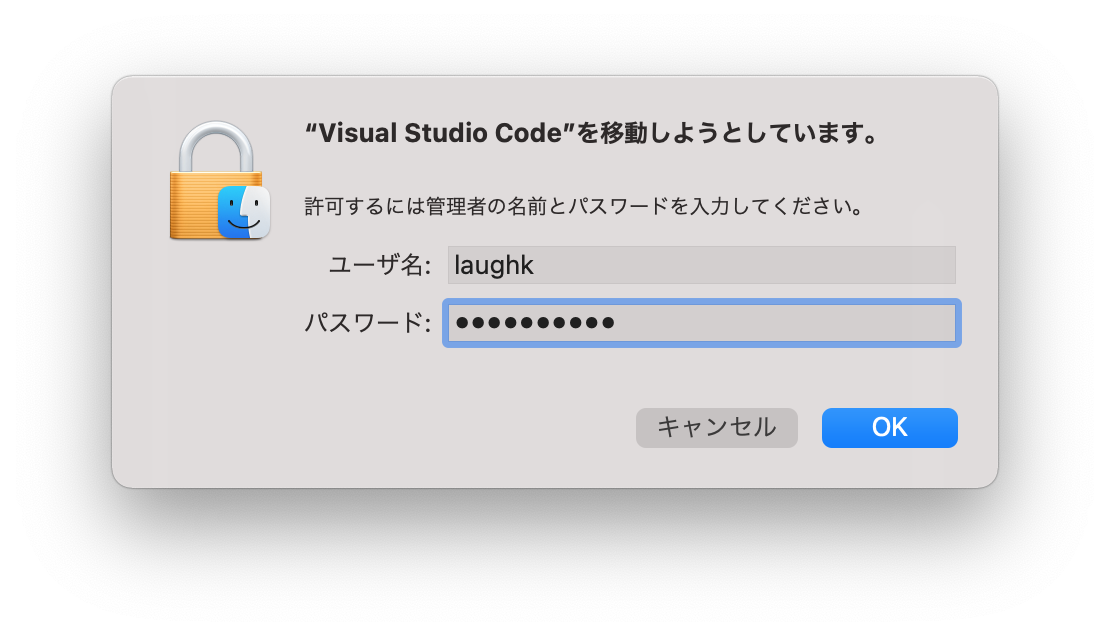 “Visual Studio Code”を移動しようとしています。
許可するには管理者の名前とパスワードを入力してください。
ユーザ名: laughk
パスワード: ●●●●●●●●●●
キャンセル OK